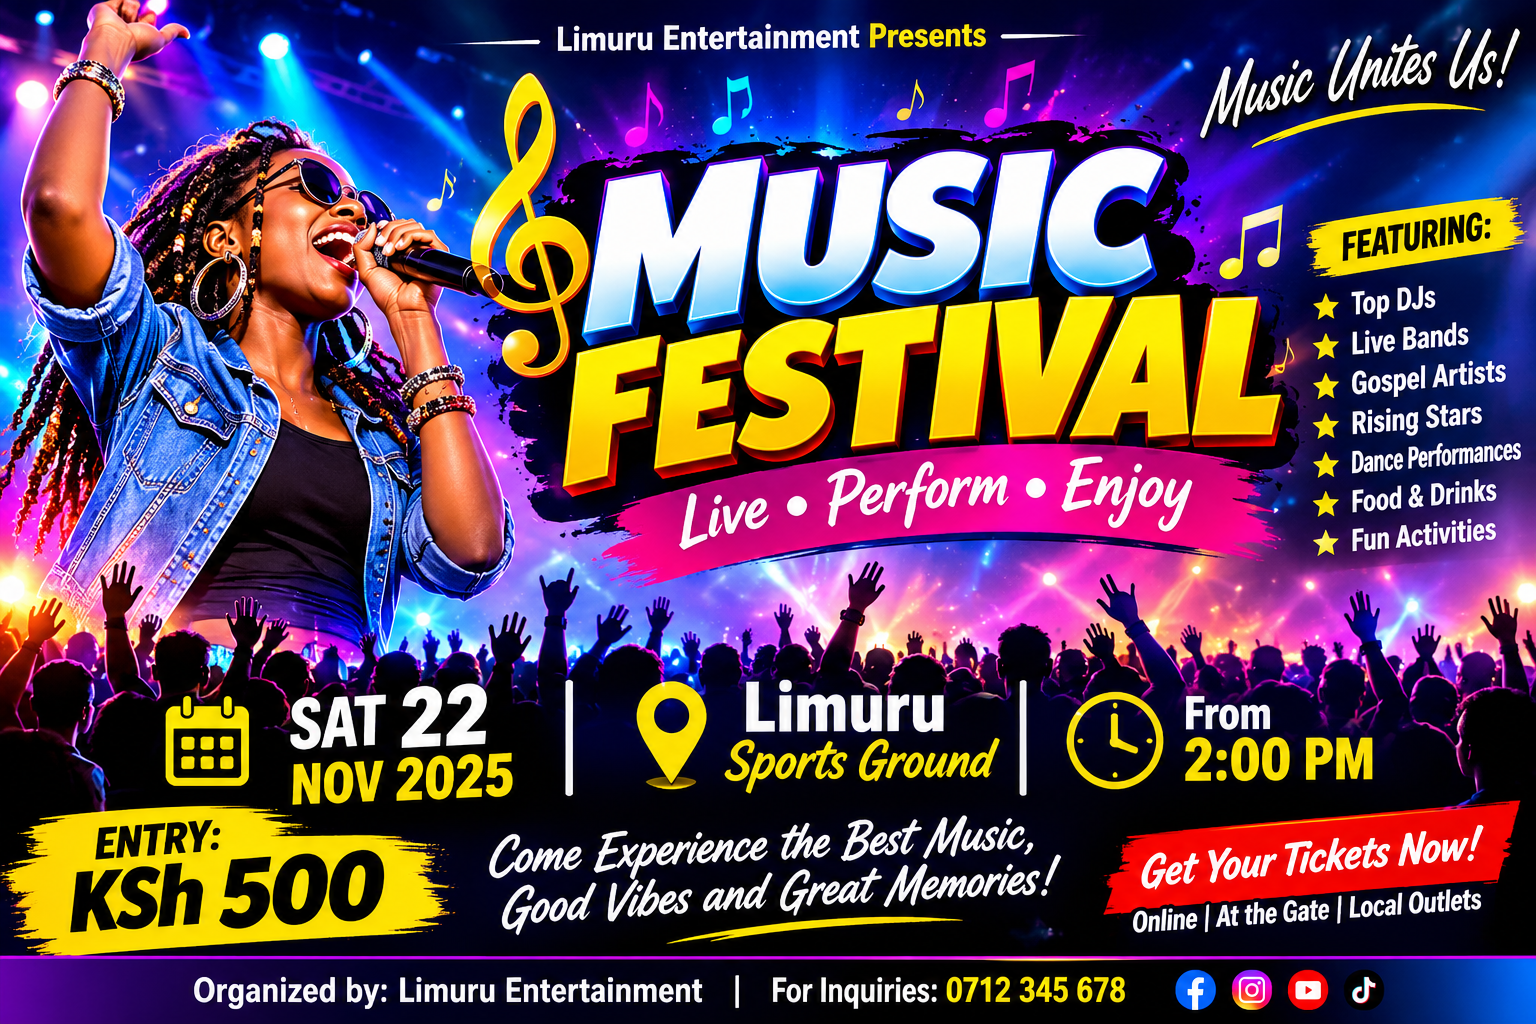 Limuru Entertainment Presents
Music Unites Us!
MUSIC
FESTIVAL
Live • Perform • Enjoy
FEATURING:
Top DJs
Live Bands
Gospel Artists
Rising Stars
Dance Performances
Food & Drinks
Fun Activities
SAT 22
NOV 2025
Limuru
Sports Ground
From
2:00 PM
ENTRY:
KSh 500
Come Experience the Best Music,
Good Vibes and Great Memories!
Get Your Tickets Now!
Online | At the Gate | Local Outlets
Organized by: Limuru Entertainment | For Inquiries: 0712 345 678